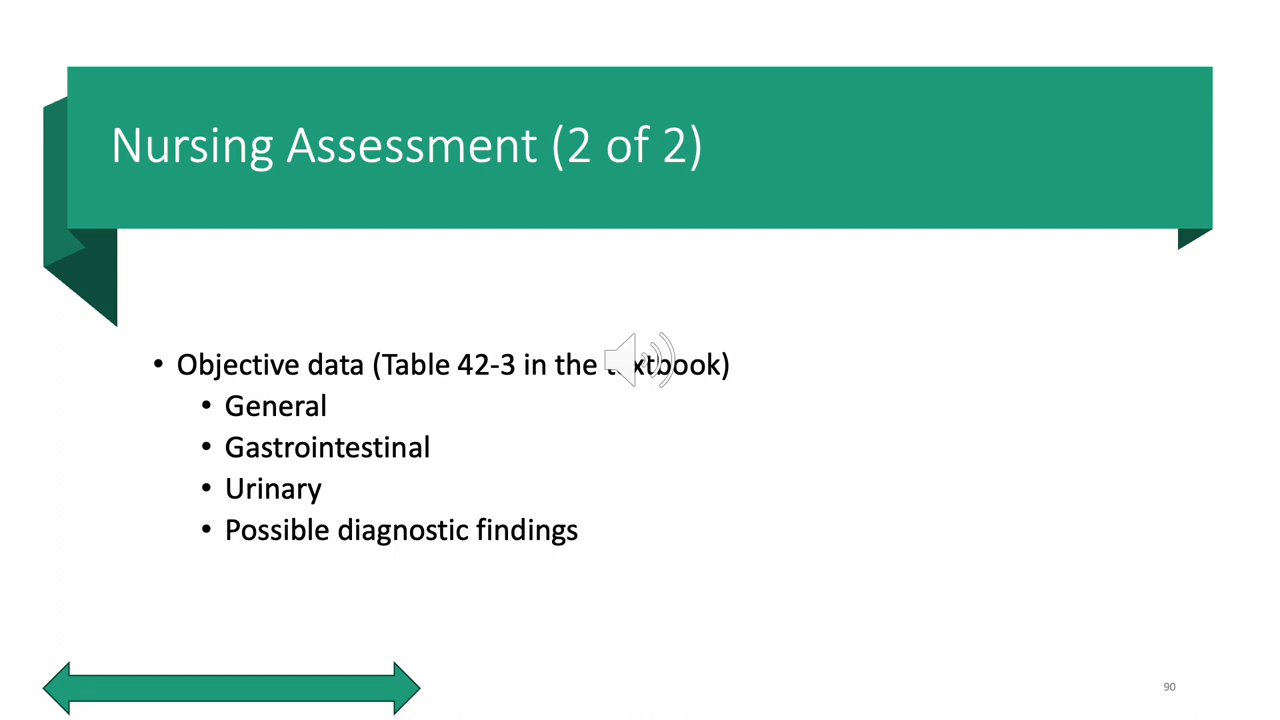 Nursing Assessment (2 of 2)
• Objective data (Table 42-3 in the textbook)
• General
• Gastrointestinal
• Urinary
• Possible diagnostic findings
90